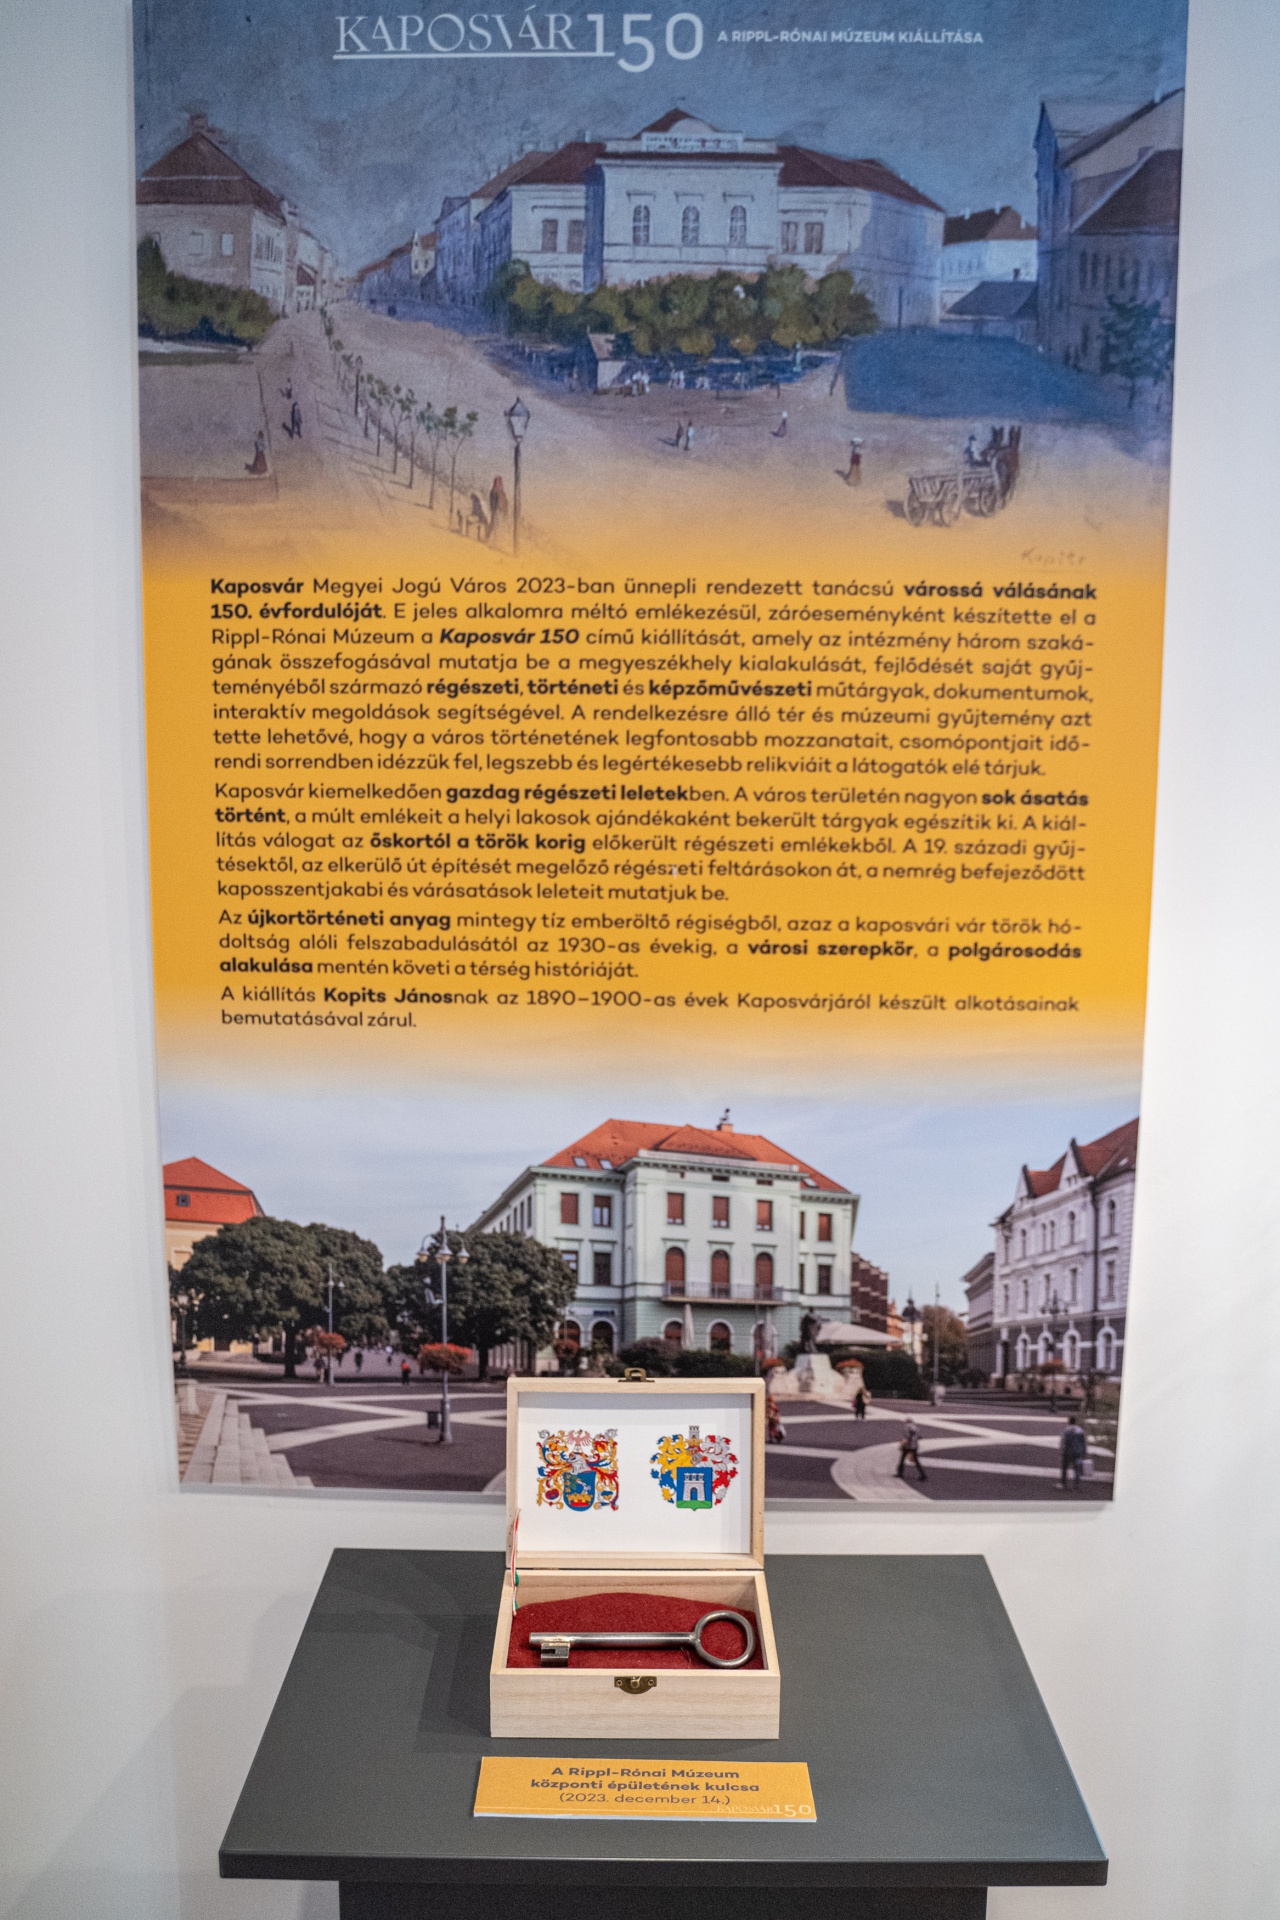 KAPOSVÁR 150 A RIPPL-RÓNAI MÚZEUM KIÁLLÍTÁSA
Kopits
Kaposvár Megyei Jogú Város 2023-ban ünnepli rendezett tanácsú várossá válásának
150. évfordulóját. E jeles alkalomra méltó emlékezésül, záróeseményként készítette el a
Rippl-Rónai Múzeum a Kaposvár 150 című kiállítását, amely az intézmény három szaká-
gának összefogásával mutatja be a megyeszékhely kialakulását, fejlődését saját gyűj-
teményéből származó régészeti, történeti és képzőművészeti műtárgyak, dokumentumok,
interaktív megoldások segítségével. A rendelkezésre álló tér és múzeumi gyűjtemény azt
tette lehetővé, hogy a város történetének legfontosabb mozzanatait, csomópontjait idő-
rendi sorrendben idézzük fel, legszebb és legértékesebb relikviáit a látogatók elé tárjuk.
Kaposvár kiemelkedően gazdag régészeti leletekben. A város területén nagyon sok ásatás
történt, a múlt emlékeit a helyi lakosok ajándékaként bekerült tárgyak egészítik ki. A kiál-
lítás válogat az őskortól a török korig előkerült régészeti emlékekből. A 19. századi gyűj-
tésektől, az elkerülő út építését megelőző régészeti feltárásokon át, a nemrég befejeződött
kaposszentjakabi és várásatások leleteit mutatjuk be.
Az újkortörténeti anyag mintegy tíz emberöltő régiségből, azaz a kaposvári vár török hó-
doltság alóli felszabadulásától az 1930-as évekig, a városi szerepkör, a polgárosodás
alakulása mentén követi a térség históriáját.
A kiállítás Kopits Jánosnak az 1890–1900-as évek Kaposvárjáról készült alkotásainak
bemutatásával zárul.
A Rippl-Rónai Múzeum
központi épületének kulcsa
(2023. december 14.)
KAPOSVÁR 150